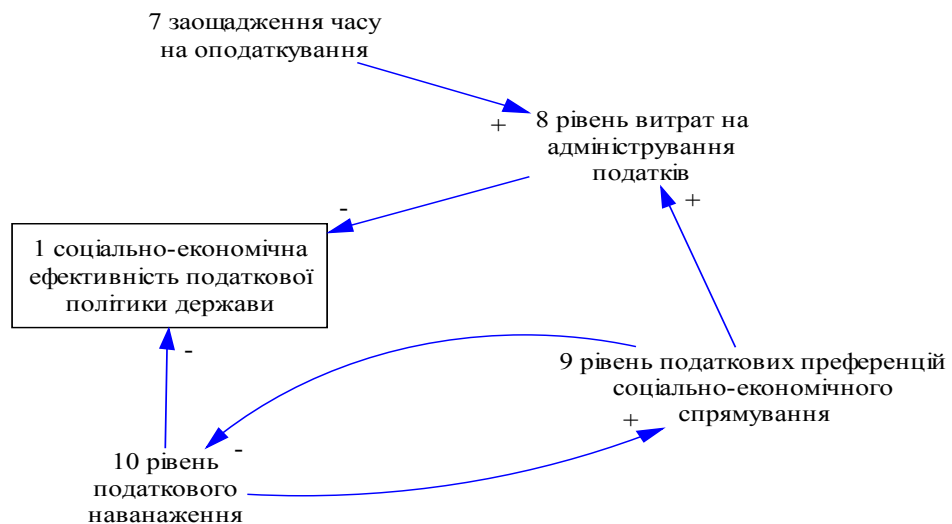 7 заощадження часу
на оподаткування
+
8 рівень витрат на
адміністрування
податків
-
+
1 соціально-економічна
ефективність податкової
політики держави
-
9 рівень податкових преференцій
соціально-економічного
спрямування
+
-
10 рівень
податкового
наванаження